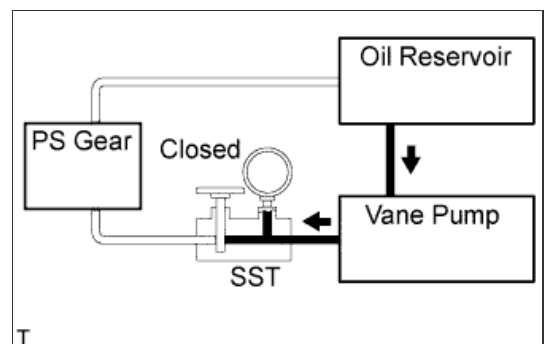 Oil Reservoir
PS Gear
Closed
Vane Pump
SST
T